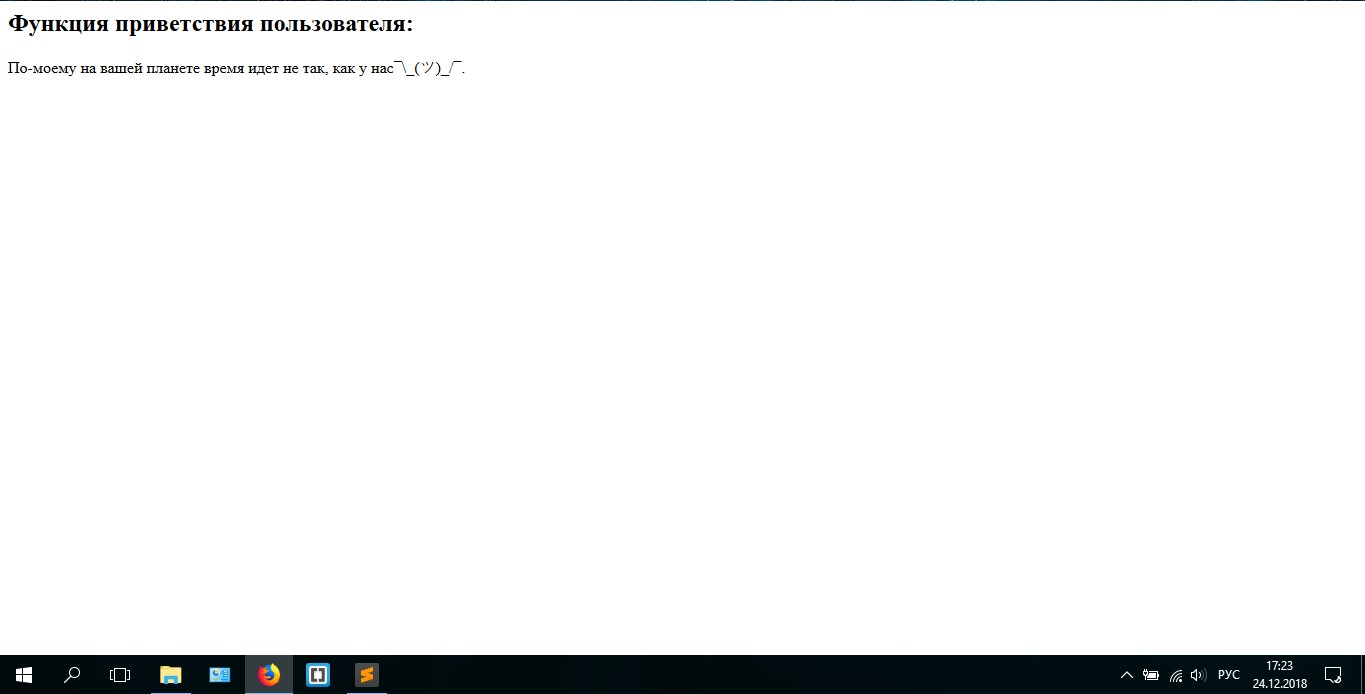 Функция приветствия пользователя:
По-моему на вашей планете время идет не так, как у нас¯\_(ツ)_/¯.
РУС
17:23
24.12.2018